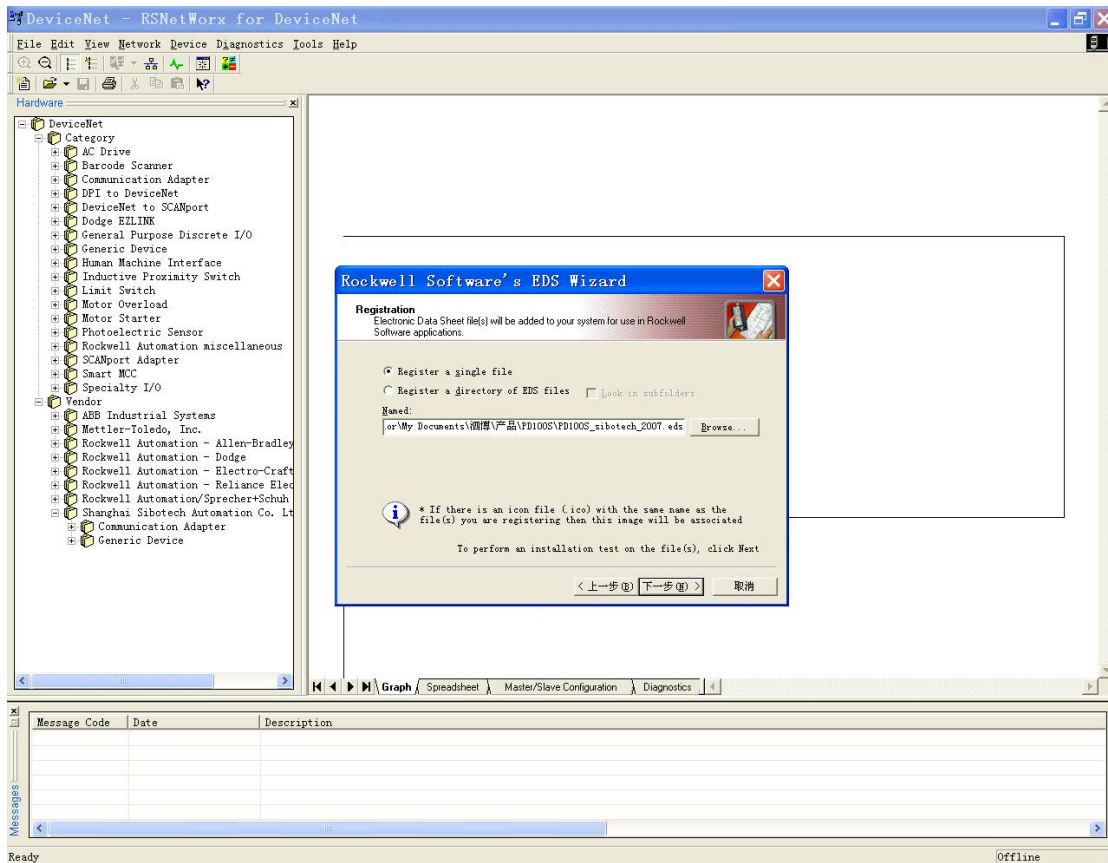 DeviceNet - RSNetWorx for DeviceNet
File Edit View Network Device Diagnostics Tools Help
Hardware
DeviceNet
Category
AC Drive
Barcode Scanner
Communication Adapter
DPI to DeviceNet
DeviceNet to SCANport
Dodge EZLINK
General Purpose Discrete I/O
Generic Device
Human Machine Interface
Inductive Proximity Switch
Limit Switch
Motor Overload
Motor Starter
Photoelectric Sensor
Rockwell Automation miscellaneous
SCANport Adapter
Smart MCC
Specialty I/O
Vendor
ABB Industrial Systems
Mettler-Toledo, Inc.
Rockwell Automation - Allen-Bradley
Rockwell Automation - Dodge
Rockwell Automation - Electro-Craft
Rockwell Automation - Reliance Elec
Rockwell Automation/Sprecher+Schuh
Shanghai Sibotech Automation Co. Lt
Communication Adapter
Generic Device
Rockwell Software's EDS Wizard
Registration
Electronic Data Sheet file(s) will be added to your system for use in Rockwell
Software applications.
Register a single file
Register a directory of EDS files Look in subfolders
Named:
.or\My Documents\泗博\产品\PD100S\PD100S_sibotech_2007.eds Browse...
* If there is an icon file (.ico) with the same name as the
file(s) you are registering then this image will be associated
To perform an installation test on the file(s), click Next
< 上一步(B) 下一步(N) > 取消
Graph Spreadsheet Master/Slave Configuration Diagnostics
Message Code Date Description
Messages
Ready Offline